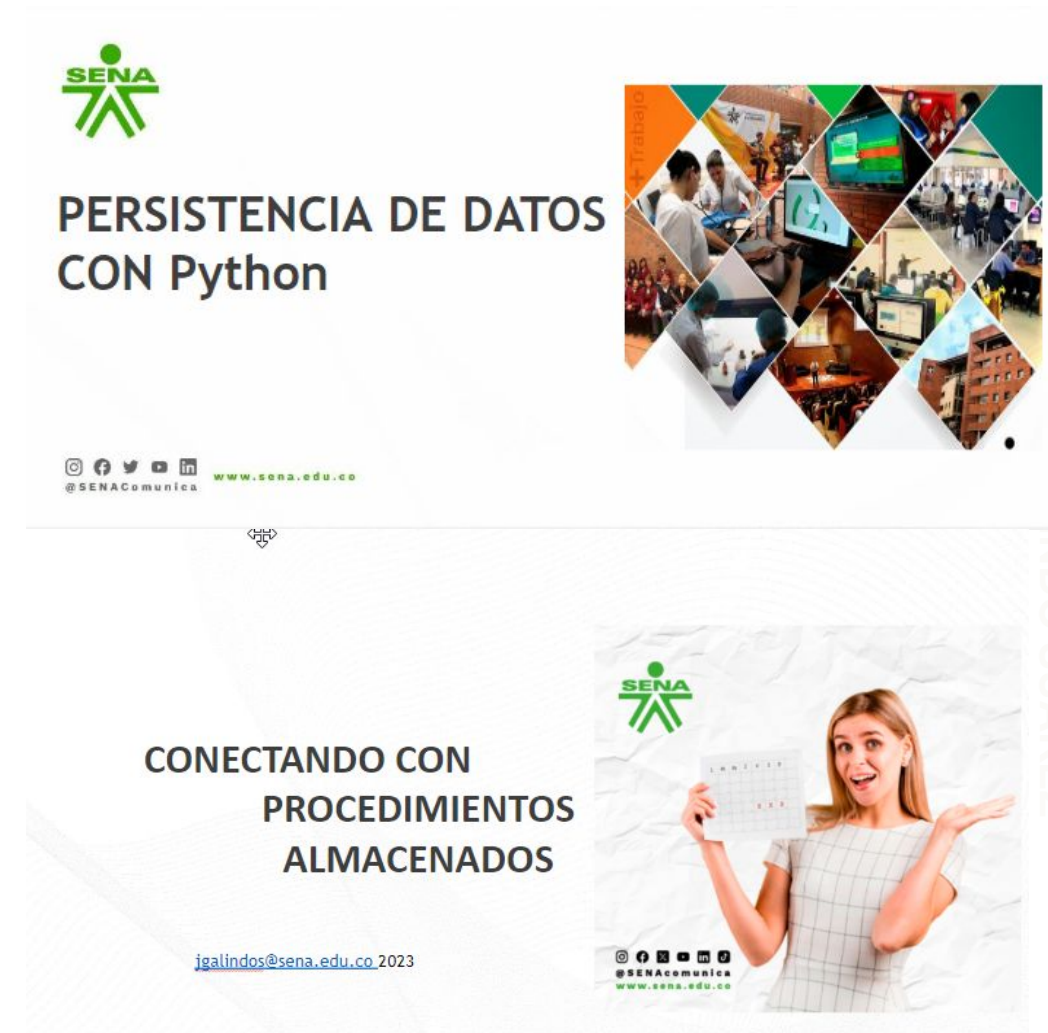 SENA
+ Trabajo
PERSISTENCIA DE DATOS
CON Python
@SENAComunica
www.sena.edu.co
SENA
CONECTANDO CON
PROCEDIMIENTOS
ALMACENADOS
jgalindos@sena.edu.co 2023
@SENAcomunica
www.sena.edu.co